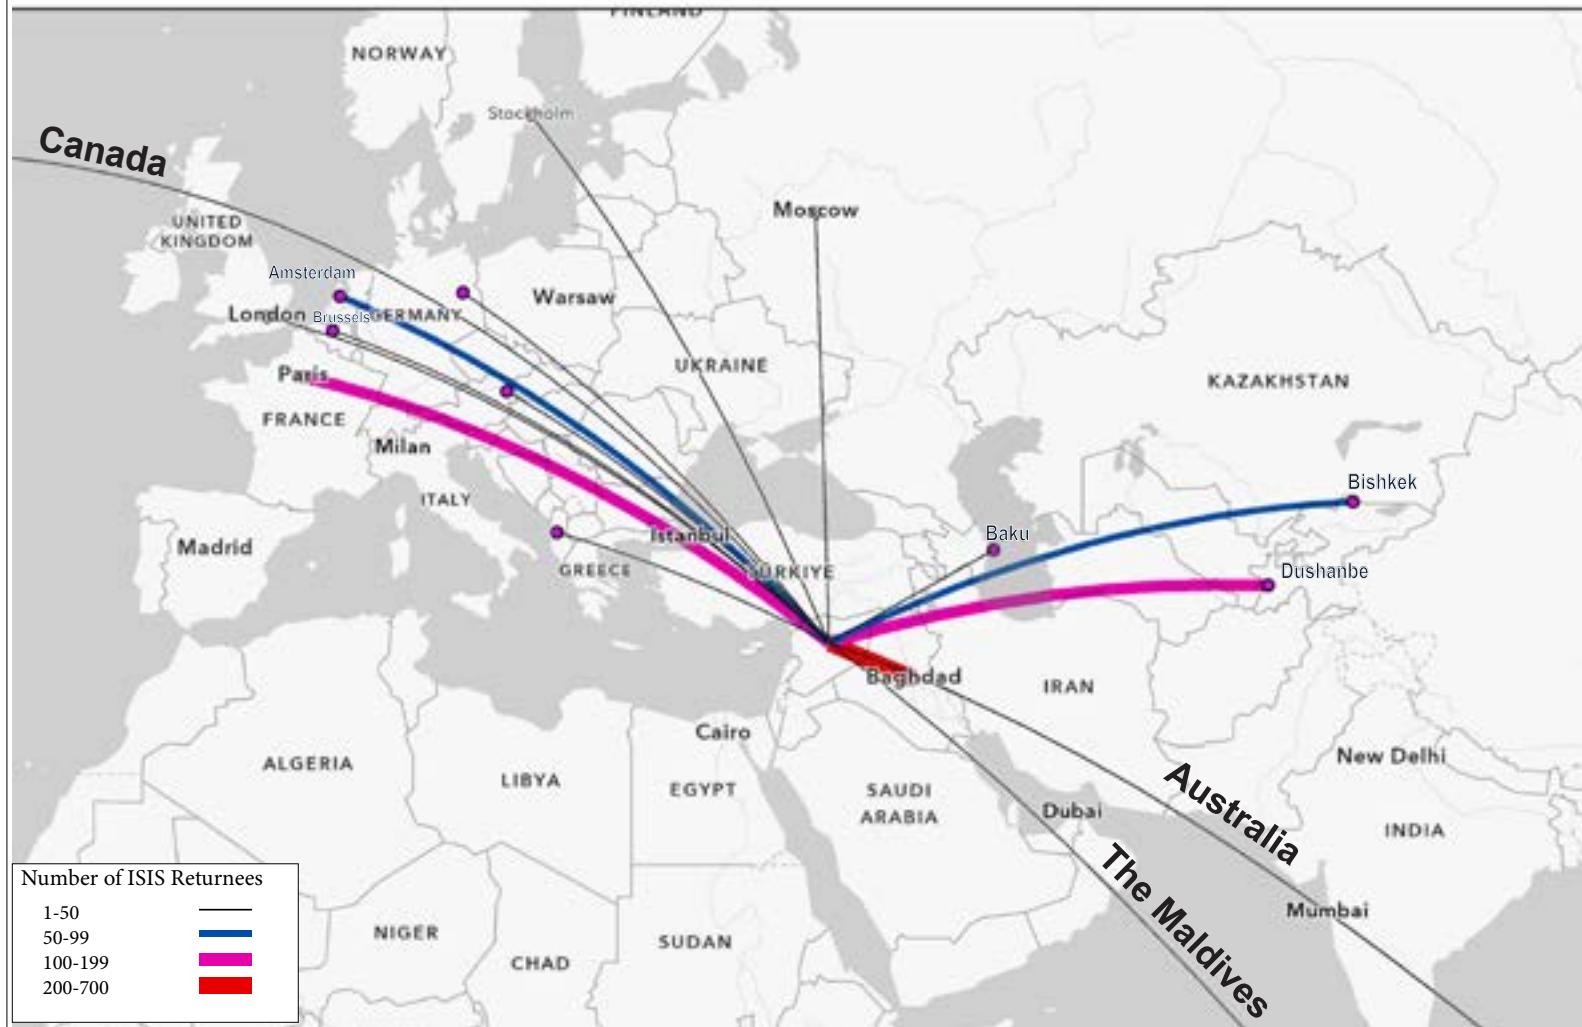 FINLAND
NORWAY
Stockholm
Canada
Moscow
UNITED
KINGDOM
Amsterdam
Warsaw
London
Brussels
GERMANY
UKRAINE
Paris
KAZAKHSTAN
FRANCE
Milan
Bishkek
ITALY
Istanbul
Baku
Madrid
GREECE
TÜRKIYE
Dushanbe
Baghdad
IRAN
Cairo
New Delhi
ALGERIA
LIBYA
EGYPT
SAUDI
ARABIA
Dubai
Australia
INDIA
The Maldives
Mumbai
NIGER
SUDAN
CHAD
Number of ISIS Returnees
1-50
50-99
100-199
200-700